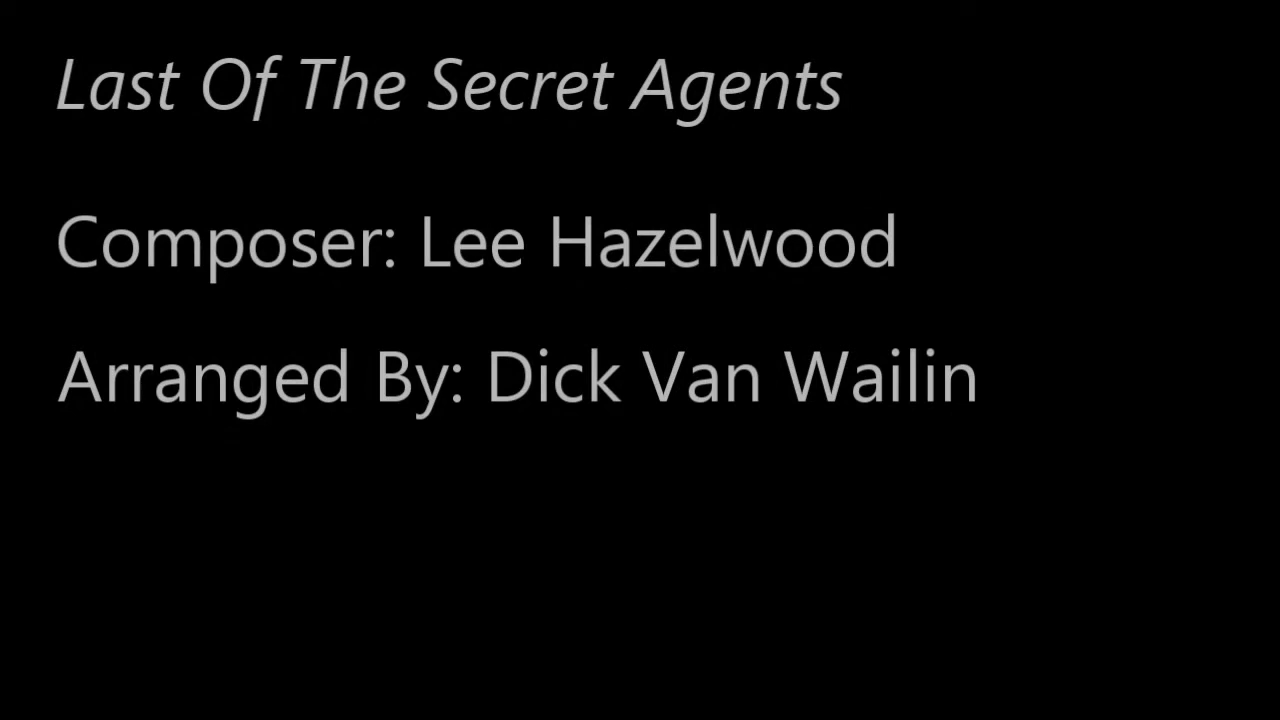 Last Of The Secret Agents
Composer: Lee Hazelwood
Arranged By: Dick Van Wailin